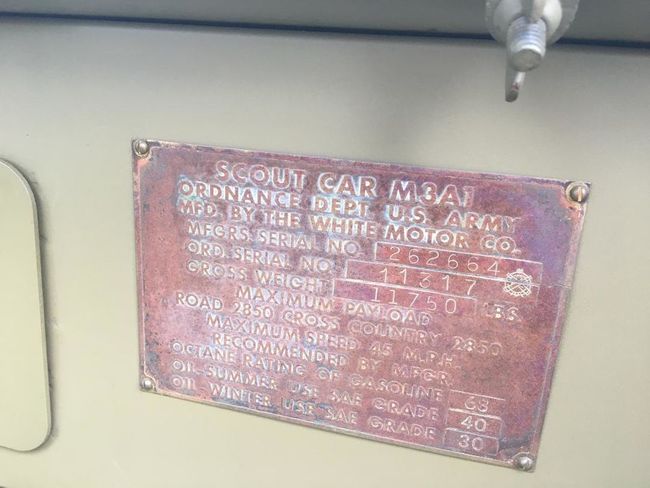 SCOUT CAR M3A1
ORDNANCE DEPT. U.S. ARMY
MFD. BY THE WHITE MOTOR CO.
MFGRS. SERIAL NO. 262664
ORD. SERIAL NO. 11317
GROSS WEIGHT 11750 LBS.
MAXIMUM PAYLOAD
ROAD 2850 CROSS COUNTRY 2850
MAXIMUM SPEED 45 M.P.H.
RECOMMENDED BY MFGR.
OCTANE RATING OF GASOLINE 68
OIL-SUMMER USE SAE GRADE 40
OIL WINTER USE SAE GRADE 30